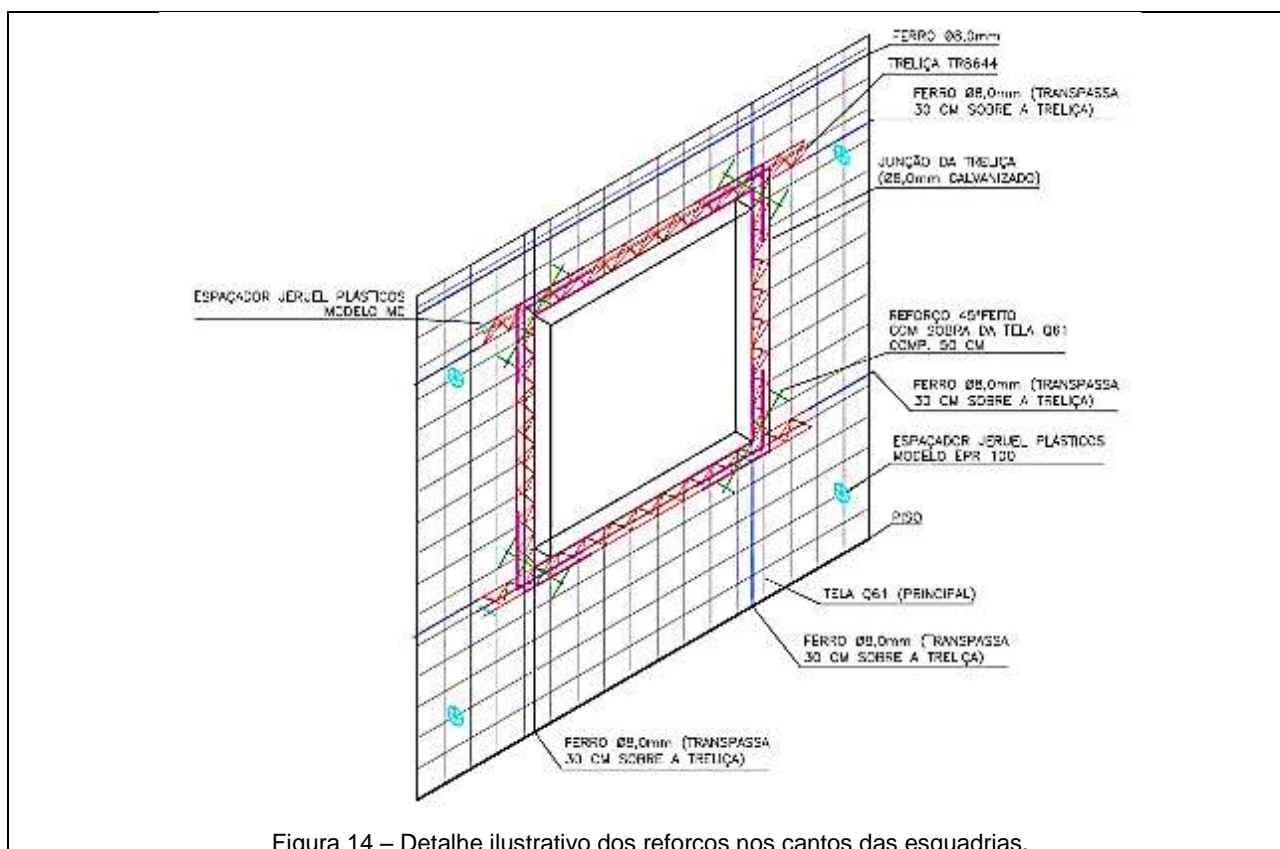 FERRO Ø8,0mm
TRELIÇA TR8644
FERRO Ø8,0mm (TRANSPASSA
30 CM SOBRE A TRELIÇA)
JUNÇÃO DA TRELIÇA
(Ø8,0mm GALVANIZADO)
ESPAÇADOR JERUEL PLÁSTICOS
MODELO
REFORÇO 45° FEITO
COM SOBRA DA TELA Q61
COMP. 50 CM
FERRO Ø8,0mm (TRANSPASSA
30 CM SOBRE A TRELIÇA)
ESPAÇADOR JERUEL PLÁSTICOS
MODELO EPR 100
PISO
TELA Q61 (PRINCIPAL)
FERRO Ø8,0mm (TRANSPASSA
30 CM SOBRE A TRELIÇA)
FERRO Ø8,0mm (TRANSPASSA
30 CM SOBRE A TRELIÇA)
Figura 14 – Detalhe ilustrativo dos reforços nos cantos das esquadrias.